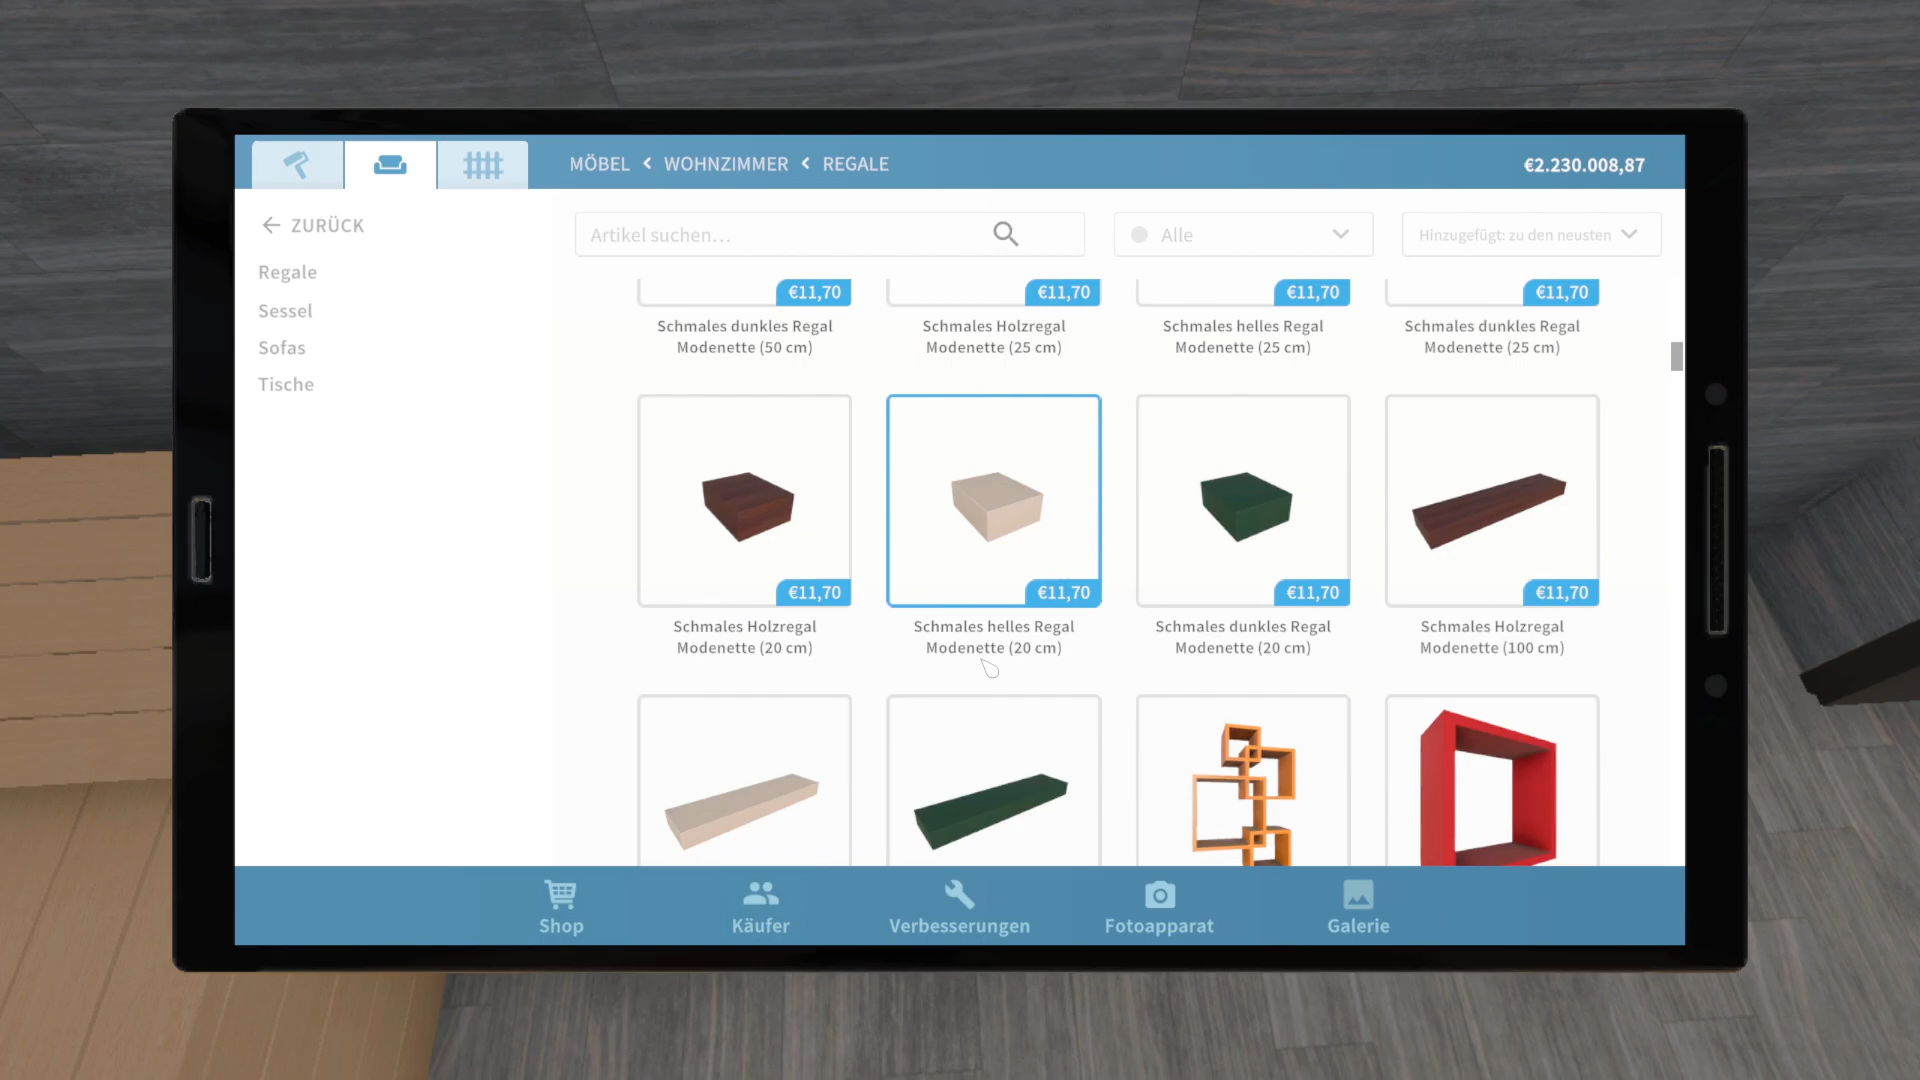 MÖBEL < WOHNZIMMER < REGALE
€2.230.008,87
ZURÜCK
Artikel suchen...
Alle
Hinzugefügt: zu den neusten
Regale
Sessel
Sofas
Tische
€11,70
€11,70
€11,70
€11,70
Schmales dunkles Regal
Modenette (50 cm)
Schmales Holzregal
Modenette (25 cm)
Schmales helles Regal
Modenette (25 cm)
Schmales dunkles Regal
Modenette (25 cm)
€11,70
€11,70
€11,70
€11,70
Schmales Holzregal
Modenette (20 cm)
Schmales helles Regal
Modenette (20 cm)
Schmales dunkles Regal
Modenette (20 cm)
Schmales Holzregal
Modenette (100 cm)
Shop
Käufer
Verbesserungen
Fotoapparat
Galerie